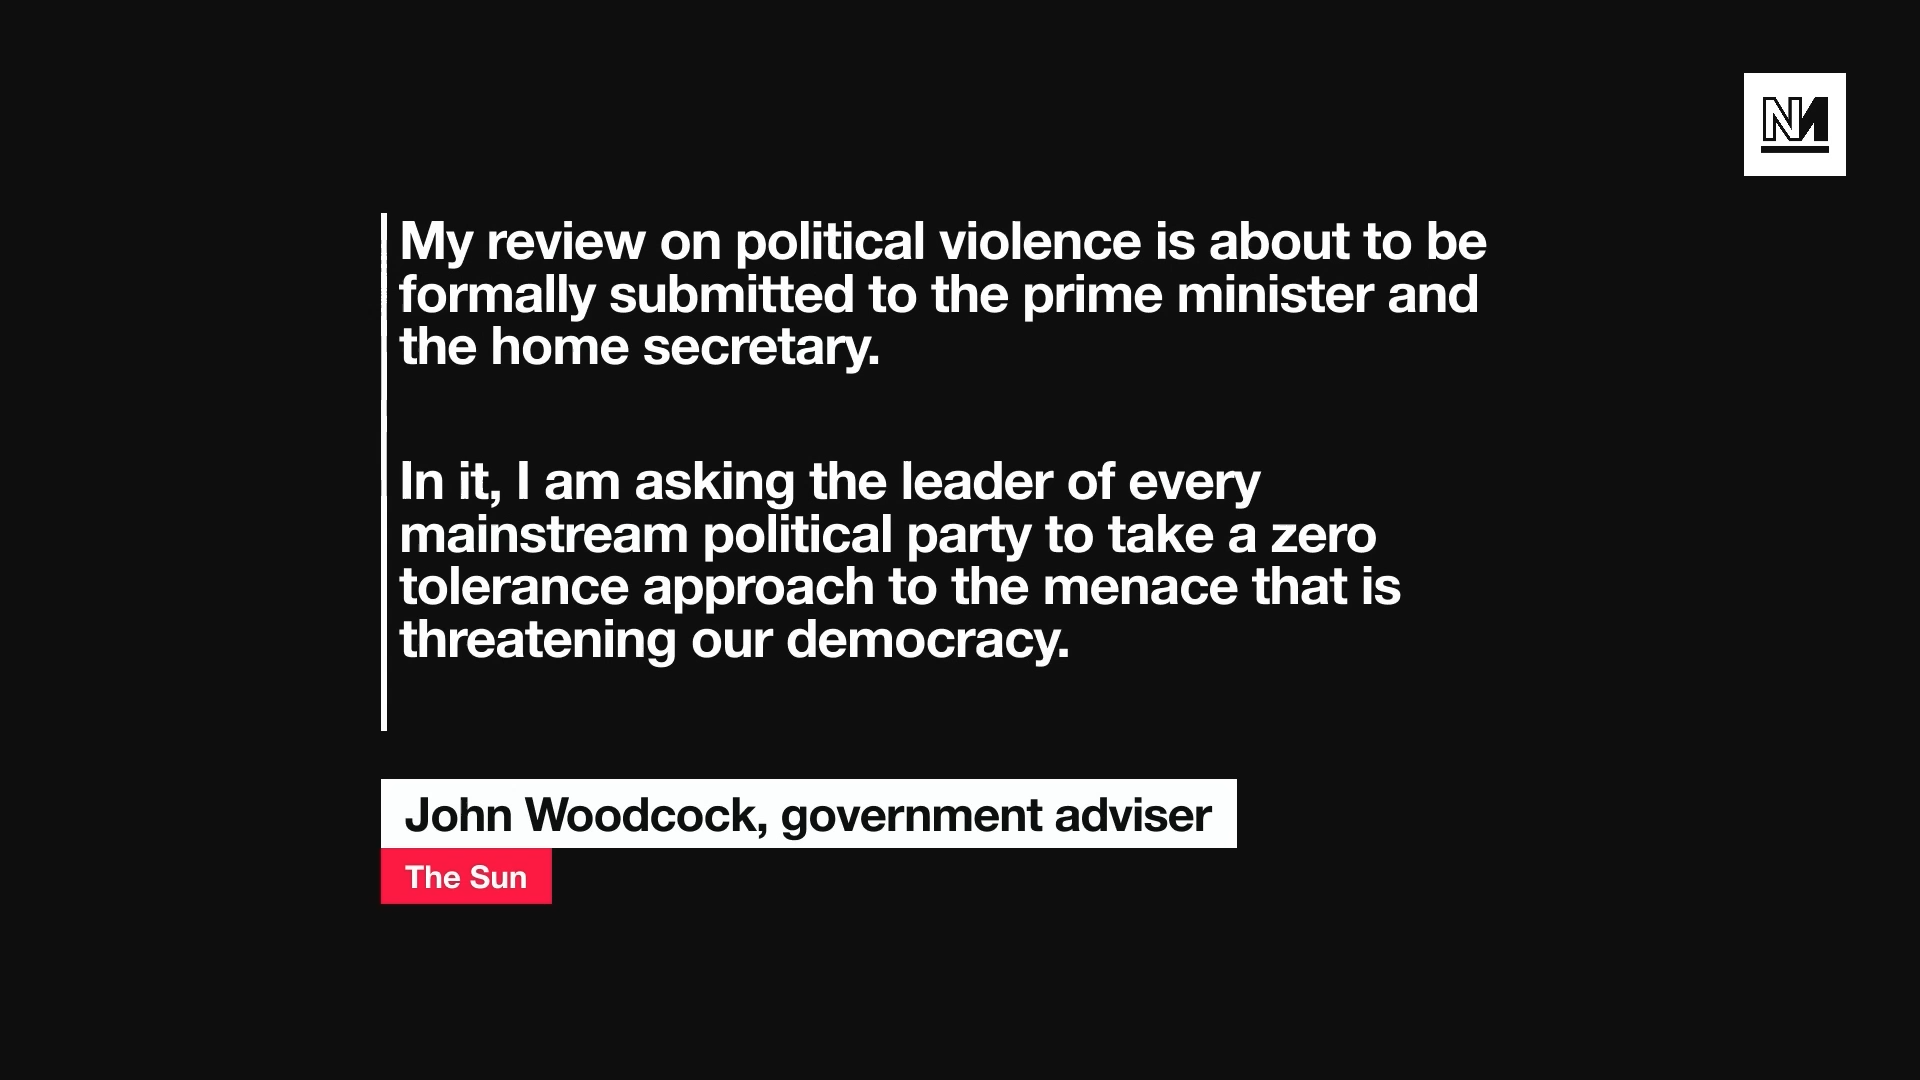 NM
My review on political violence is about to be
formally submitted to the prime minister and
the home secretary.
In it, I am asking the leader of every
mainstream political party to take a zero
tolerance approach to the menace that is
threatening our democracy.
John Woodcock, government adviser
The Sun